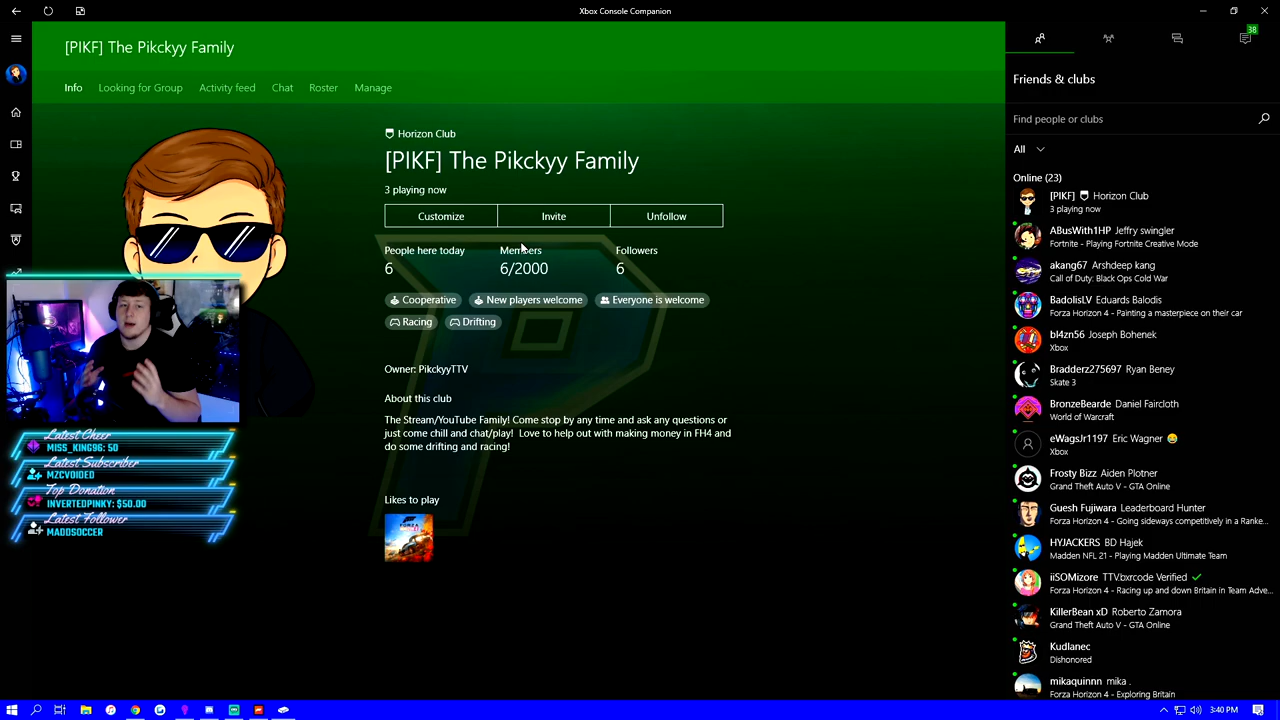 Xbox Console Companion
[PIKF] The Pikckyy Family
Info
Looking for Group
Activity feed
Chat
Roster
Manage
Horizon Club
[PIKF] The Pikckyy Family
3 playing now
Customize
Invite
Unfollow
People here today
Members
Followers
6
6/2000
6
Cooperative
New players welcome
Everyone is welcome
Racing
Drifting
Owner: PikckyyTTV
About this club
The Stream/YouTube Family! Come stop by any time and ask any questions or
just come chill and chat/play! Love to help out with making money in FH4 and
do some drifting and racing!
Likes to play
FORZA
Latest Cheer
MISS_KING96: 50
Latest Subscriber
MZCVOIDED
Top Donation
INVERTEDPINKY: $50.00
Latest Follower
MADDSOCCER
38
Friends & clubs
Find people or clubs
All
Online (23)
[PIKF] Horizon Club
3 playing now
ABusWith1HP Jeffry swingler
Fortnite - Playing Fortnite Creative Mode
akang67 Arshdeep kang
Call of Duty: Black Ops Cold War
BadolisLV Eduards Balodis
Forza Horizon 4 - Painting a masterpiece on their car
bl4zn56 Joseph Bohenek
Xbox
Bradderz275697 Ryan Beney
Skate 3
BronzeBearde Daniel Faircloth
World of Warcraft
eWagsJr1197 Eric Wagner 😄
Xbox
Frosty Bizz Aiden Plotner
Grand Theft Auto V - GTA Online
Guesh Fujiwara Leaderboard Hunter
Forza Horizon 4 - Going sideways competitively in a Ranke...
HYJACKERS BD Hajek
Madden NFL 21 - Playing Madden Ultimate Team
iiSOMizore TTV.bxrcode Verified ✓
Forza Horizon 4 - Racing up and down Britain in Team Adve...
KillerBean xD Roberto Zamora
Grand Theft Auto V - GTA Online
Kudlanec
Dishonored
mikaquinnn mika .
Forza Horizon 4 - Exploring Britain
3:40 PM